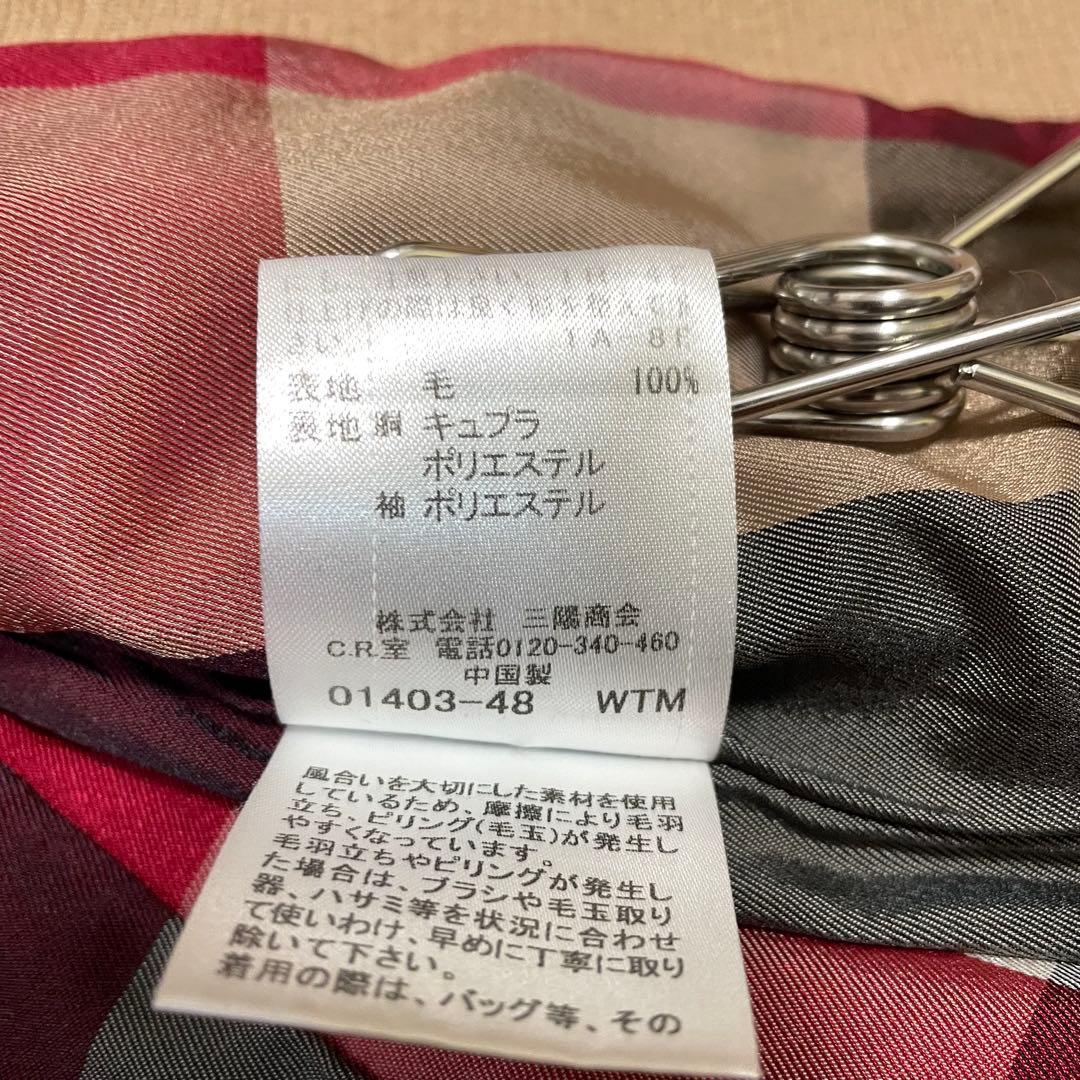 1A-8F
表地 毛 100%
裏地 胴 キュプラ
ポリエステル
袖 ポリエステル
株式会社 三陽商会
C.R.室 電話0120-340-460
中国製
01403-48 WTM
風合いを大切にした素材を使用
しているため、摩擦により毛羽
立ち、ピリング(毛玉)が発生し
やすくなっています。
毛羽立ちやピリングが発生し
た場合は、ブラシや毛玉取り
器、ハサミ等を状況に合わせ
て使いわけ、早めに丁寧に取り
除いて下さい。
着用の際は、バッグ等、その